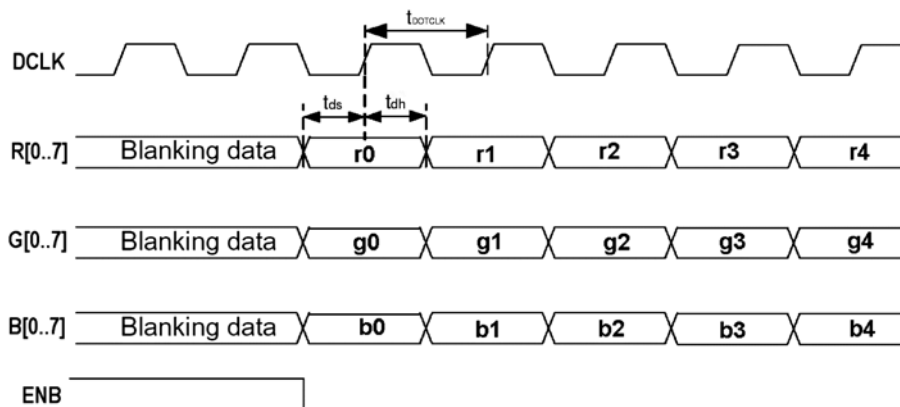 tDOTCLK
DCLK
tds tdh
R[0..7] Blanking data r0 r1 r2 r3 r4
G[0..7] Blanking data g0 g1 g2 g3 g4
B[0..7] Blanking data b0 b1 b2 b3 b4
ENB